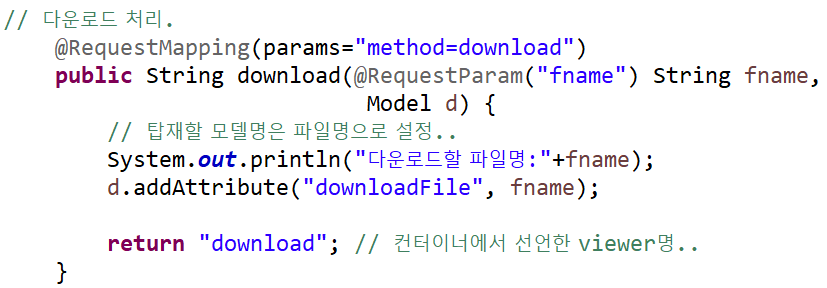 // 다운로드 처리.
@RequestMapping(params="method=download")
public String download(@RequestParam("fname") String fname,
Model d) {
// 탑재할 모델명은 파일명으로 설정..
System.out.println("다운로드할 파일명:"+fname);
d.addAttribute("downloadFile", fname);
return "download"; // 컨터이너에서 선언한 viewer명..
}